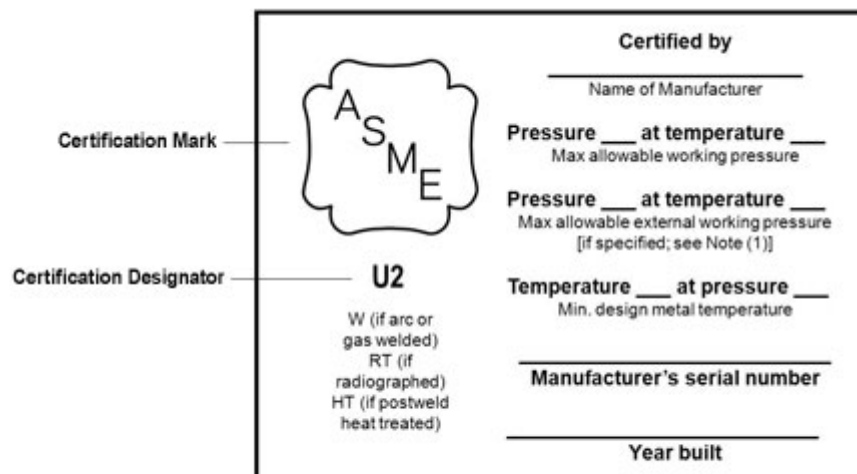 Certified by
Name of Manufacturer
Certification Mark
A
S
M
E
Pressure ___ at temperature ___
Max allowable working pressure
Pressure ___ at temperature ___
Max allowable external working pressure
[if specified; see Note (1)]
Certification Designator
U2
W (if arc or
gas welded)
RT (if
radiographed)
HT (if postweld
heat treated)
Temperature ___ at pressure ___
Min. design metal temperature
Manufacturer's serial number
Year built